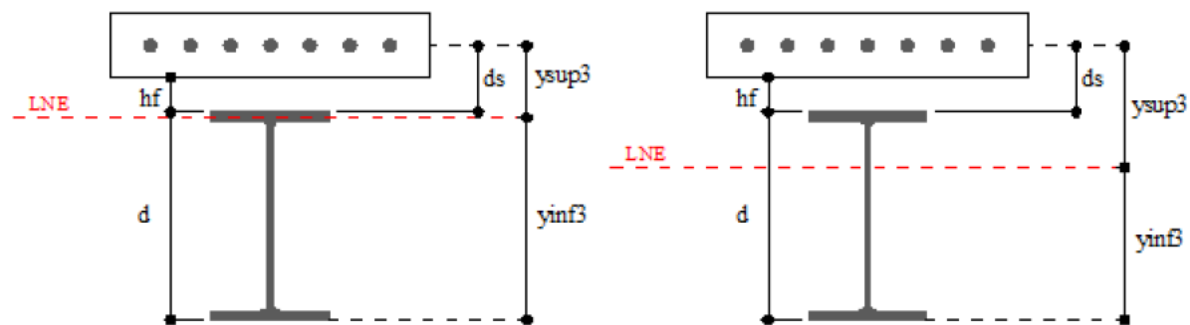 ds
ysup3
hf
LNE
d
yinf3
ds
hf
ysup3
LNE
d
yinf3